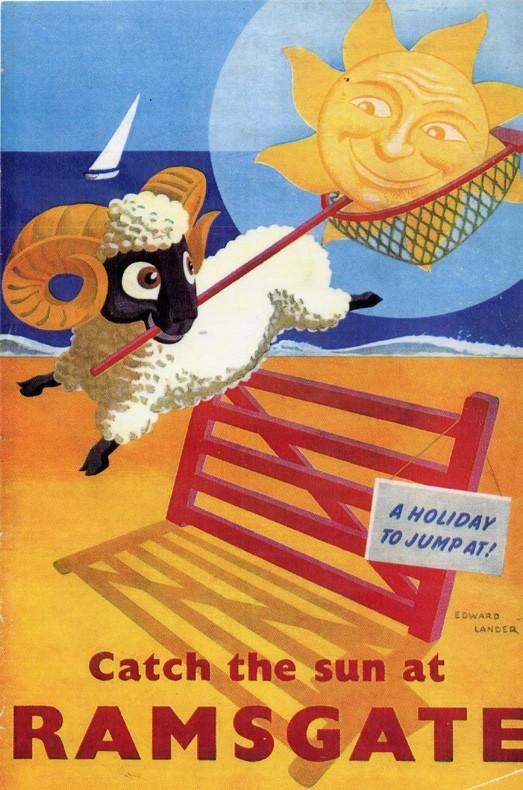 A HOLIDAY
TO JUMP AT!
EDWARD
LANDER
Catch the sun at
RAMSGATE